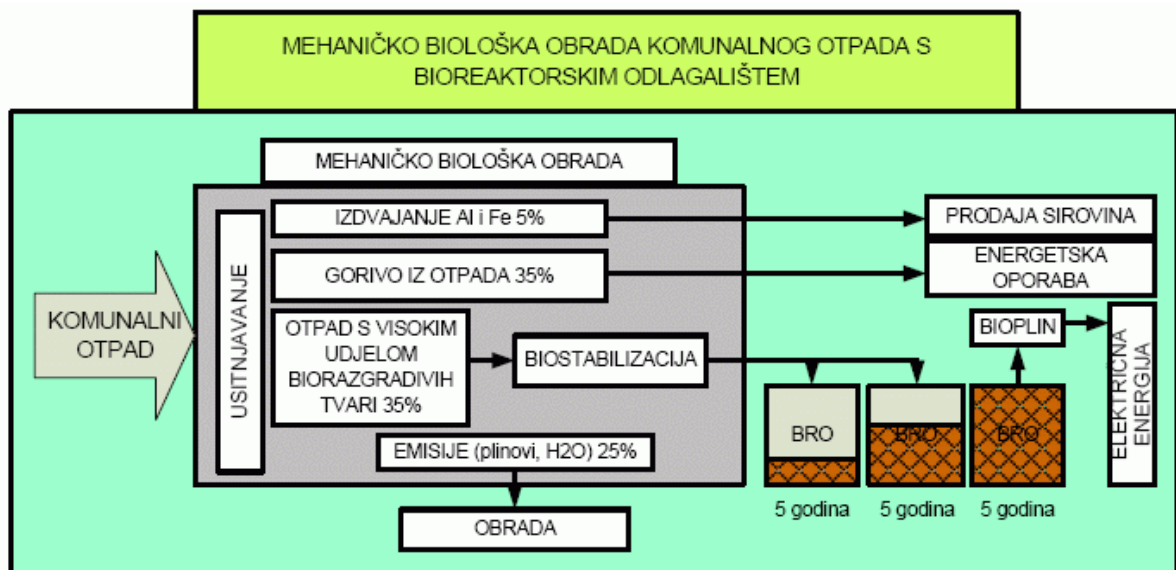 MEHANIČKO BIOLOŠKA OBRADA KOMUNALNOG OTPADA S
BIOREAKTORSKIM ODLAGALIŠTEM
MEHANIČKO BIOLOŠKA OBRADA
KOMUNALNI
OTPAD
USITNJAVANJE
IZDVAJANJE Al i Fe 5%
GORIVO IZ OTPADA 35%
OTPAD S VISOKIM
UDJELOM
BIORAZGRADIVIH
TVARI 35%
BIOSTABILIZACIJA
EMISIJE (plinovi, H2O) 25%
OBRADA
PRODAJA SIROVINA
ENERGETSKA
OPORABA
BIOPLIN
ELEKTRIČNA
ENERGIJA
BRO
BRO
BRO
5 godina
5 godina
5 godina